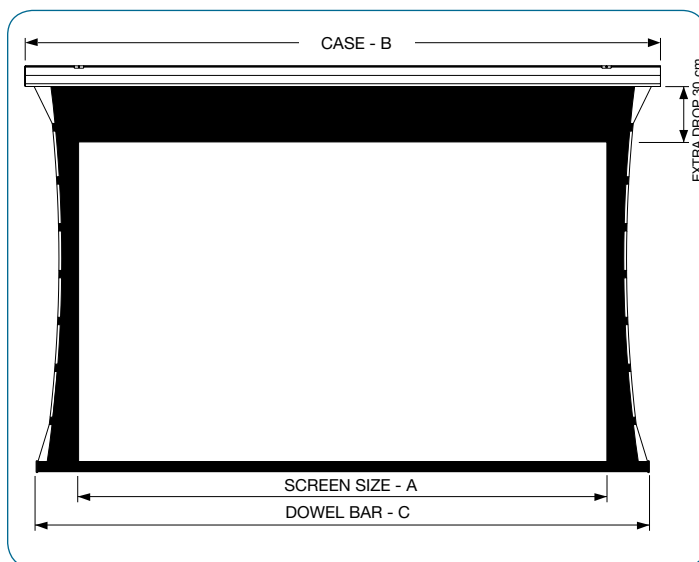 CASE - B
EXTRA DROP 30 cm
SCREEN SIZE - A
DOWEL BAR - C